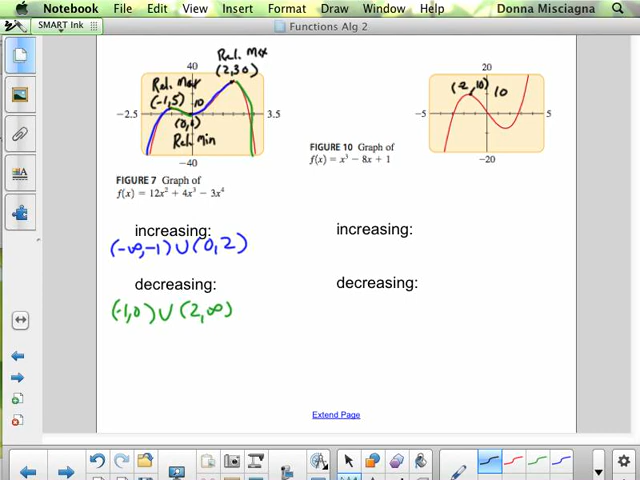 Notebook File Edit View Insert Format Draw Window Help Donna Misciagna
SMART Ink
Functions Alg 2
Rel. Max
(2,30)
40
Rel. Max
(-1,5)
10
-2.5
3.5
(0,0)
Rel. Min
-40
FIGURE 7 Graph of
f(x) = 12x² + 4x³ − 3x⁴
increasing:
(-∞,-1) ∪ (0,2)
decreasing:
(-1,0) ∪ (2,∞)
20
(-2,10) 10
-5
5
-20
FIGURE 10 Graph of
f(x) = x³ − 8x + 1
increasing:
decreasing:
Extend Page